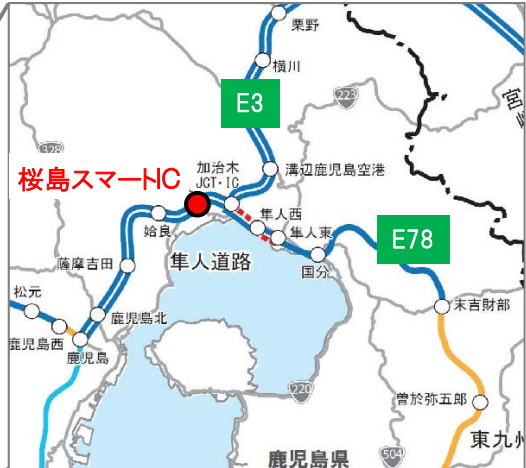 栗野
横川
宮崎
E3
223
328
溝辺鹿児島空港
加治木
JCT・IC
桜島スマートIC
隼人西
隼人東
姶良
E78
国分
隼人道路
薩摩吉田
松元
末吉財部
鹿児島北
鹿児島西
鹿児島
220
曽於弥五郎
東九州
鹿児島県
504